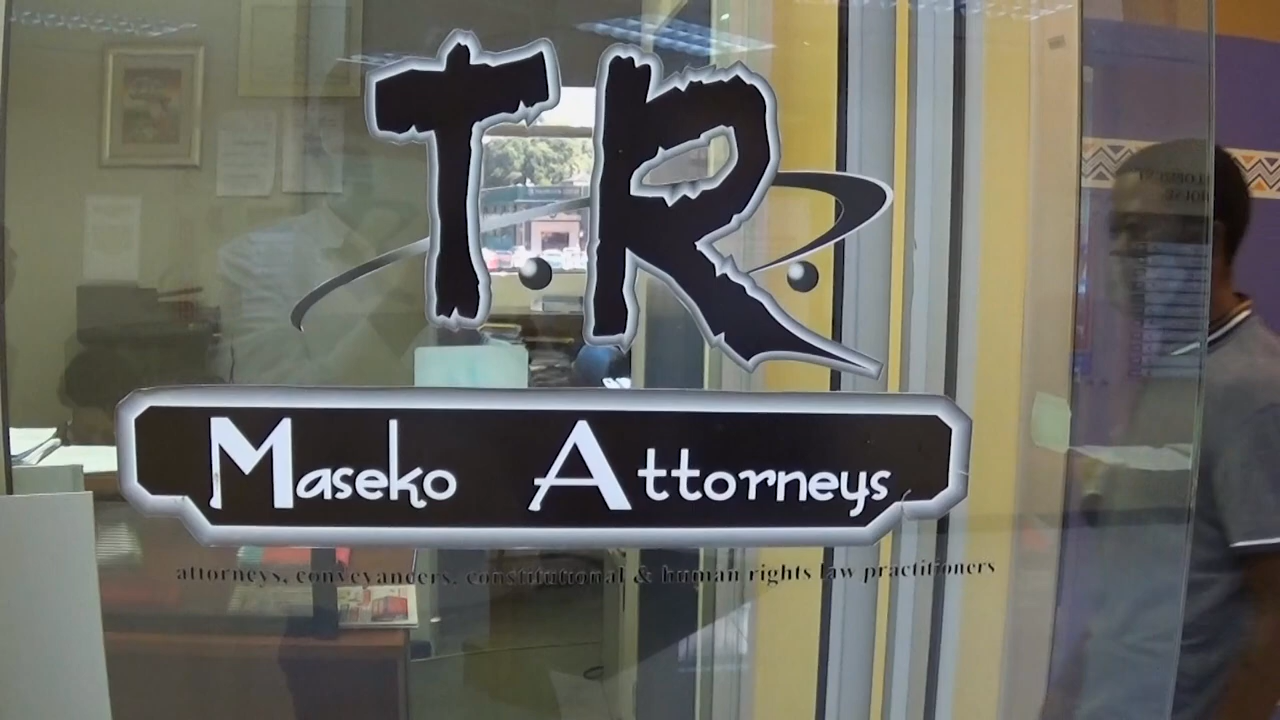 T.R.
Maseko Attorneys
attorneys, conveyancers, constitutional & human rights law practitioners